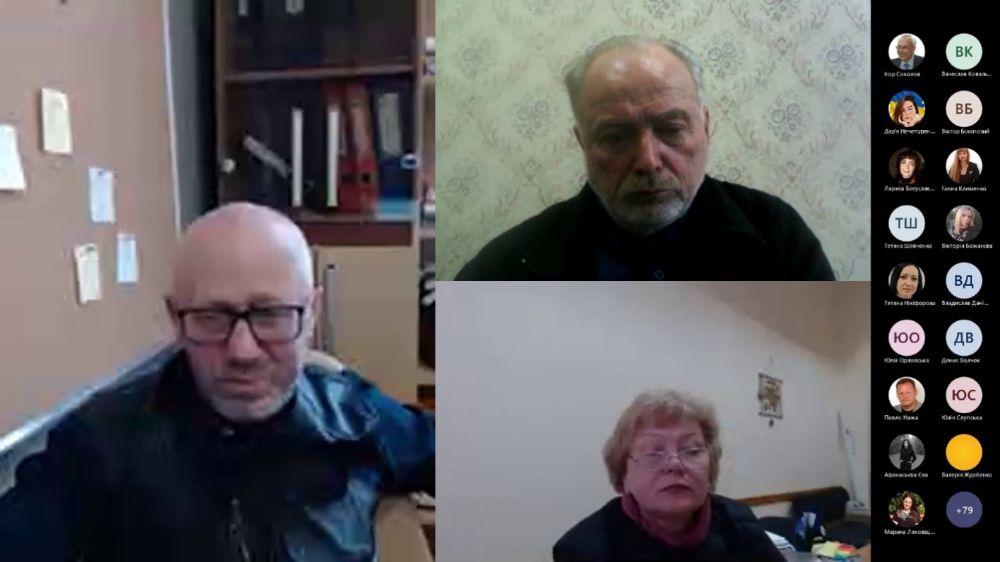 Ігор Соколов
ВК
Вячеслав Коваль...
Дар'я Нечепурен...
ВБ
Віктор Білополий
Лариса Богуслав...
Ганна Клименко
ТШ
Тетяна Шевченко
Вікторія Божанова
Тетяна Нікіфорова
ВД
Владислав Дані...
ЮО
Юлія Орловська
ДВ
Денис Волчок
Павло Нажа
ЮС
Юлія Слупська
Афанасьєва Єва
Валерія Журбенко
Марина Ляховец...
+79